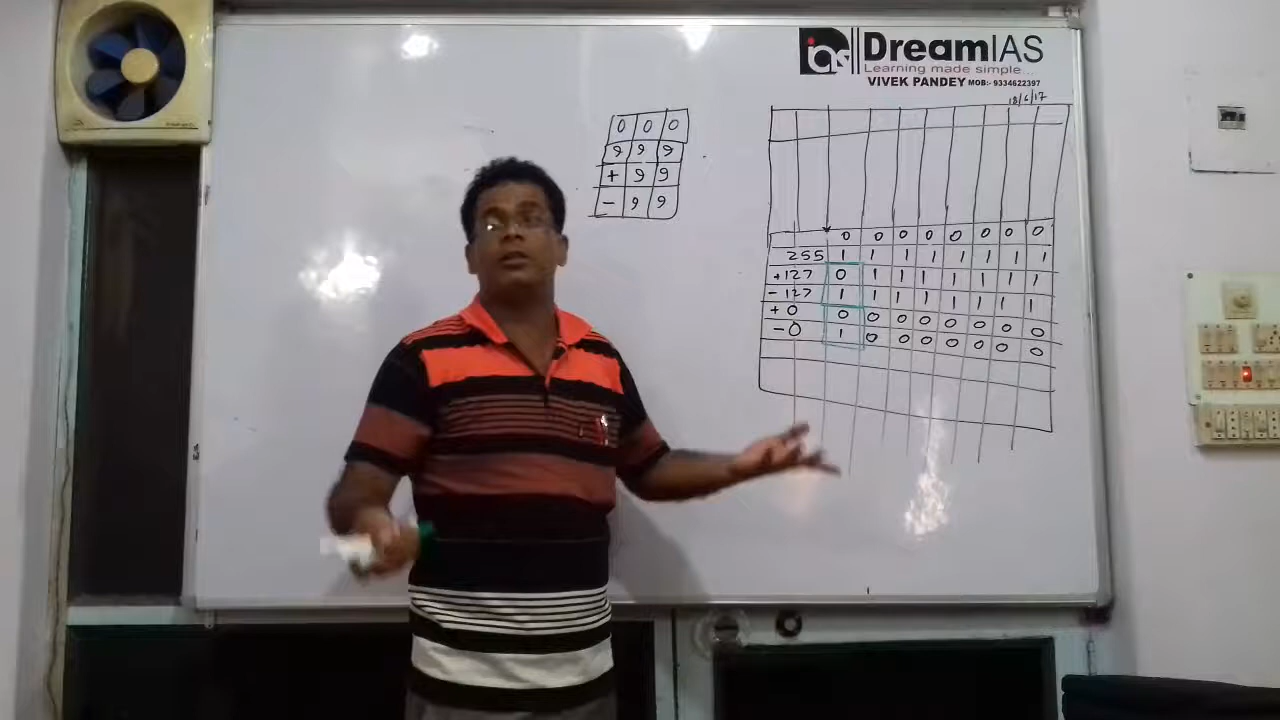 ias DreamIAS
Learning made simple...
VIVEK PANDEY MOB:- 9334622397
18/6/17
0 0 0
9 9 9
+ 9 9
- 9 9
0 0 0 0 0 0 0 0
255 1 1 1 1 1 1 1 1
+127 0 1 1 1 1 1 1 1
-127 1 1 1 1 1 1 1 1
+0 0 0 0 0 0 0 0 0
-0 1 0 0 0 0 0 0 0